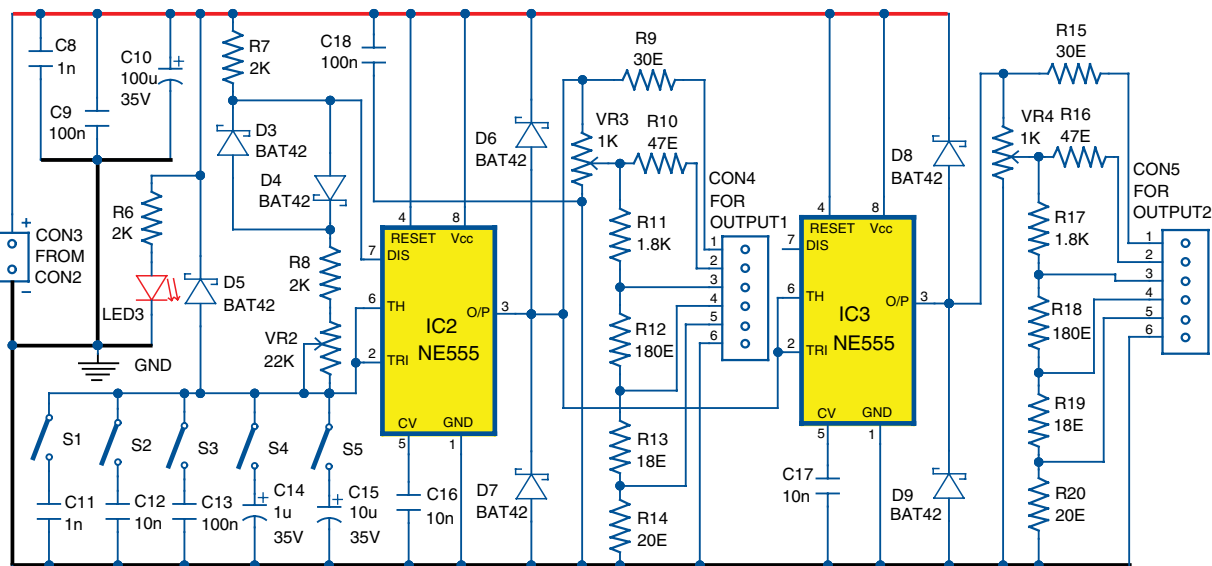 C8
1n
C9
100n
C10
100u
35V
+
R7
2K
C18
100n
D3
BAT42
D4
BAT42
R6
2K
LED3
D5
BAT42
+
CON3
FROM
CON2
–
GND
R8
2K
VR2
22K
S1
S2
S3
S4
S5
C11
1n
C12
10n
C13
100n
+
C14
1u
35V
+
C15
10u
35V
4
8
RESET
Vcc
7
DIS
6
TH
2
TRI
O/P
3
IC2
NE555
CV
GND
5
1
C16
10n
D6
BAT42
D7
BAT42
R9
30E
VR3
1K
R10
47E
R11
1.8K
R12
180E
R13
18E
R14
20E
CON4
FOR
OUTPUT1
1
2
3
4
5
6
4
8
RESET
Vcc
7
DIS
6
TH
2
TRI
O/P
3
IC3
NE555
CV
GND
5
1
C17
10n
D8
BAT42
D9
BAT42
R15
30E
VR4
1K
R16
47E
R17
1.8K
R18
180E
R19
18E
R20
20E
CON5
FOR
OUTPUT2
1
2
3
4
5
6